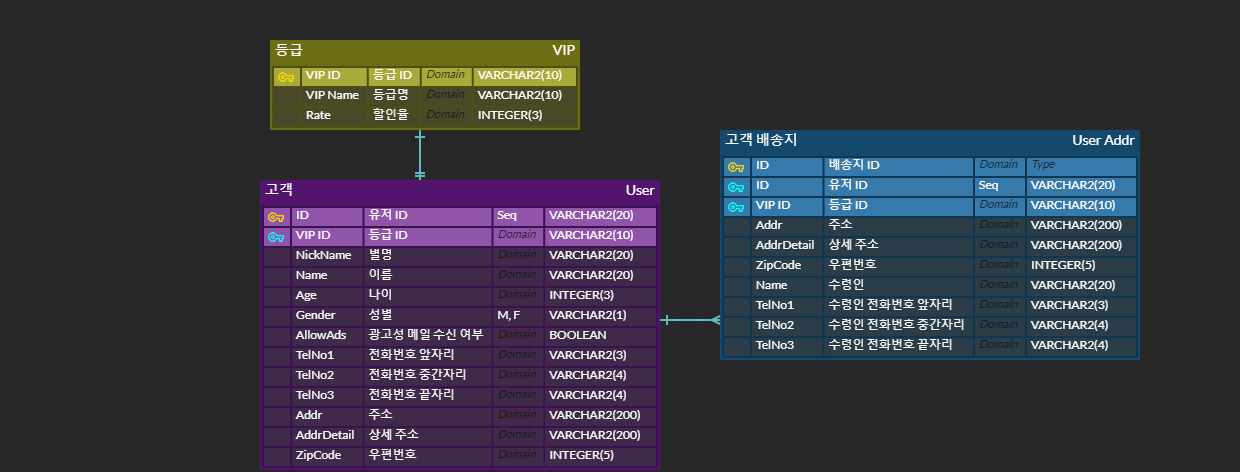 등급 VIP
VIP ID 등급 ID Domain VARCHAR2(10)
VIP Name 등급명 Domain VARCHAR2(10)
Rate 할인율 Domain INTEGER(3)
고객 User
ID 유저 ID Seq VARCHAR2(20)
VIP ID 등급 ID Domain VARCHAR2(10)
NickName 별명 Domain VARCHAR2(20)
Name 이름 Domain VARCHAR2(20)
Age 나이 Domain INTEGER(3)
Gender 성별 M, F VARCHAR2(1)
AllowAds 광고성 메일 수신 여부 Domain BOOLEAN
TelNo1 전화번호 앞자리 Domain VARCHAR2(3)
TelNo2 전화번호 중간자리 Domain VARCHAR2(4)
TelNo3 전화번호 끝자리 Domain VARCHAR2(4)
Addr 주소 Domain VARCHAR2(200)
AddrDetail 상세 주소 Domain VARCHAR2(200)
ZipCode 우편번호 Domain INTEGER(5)
고객 배송지 User Addr
ID 배송지 ID Domain Type
ID 유저 ID Seq VARCHAR2(20)
VIP ID 등급 ID Domain VARCHAR2(10)
Addr 주소 Domain VARCHAR2(200)
AddrDetail 상세 주소 Domain VARCHAR2(200)
ZipCode 우편번호 Domain INTEGER(5)
Name 수령인 Domain VARCHAR2(20)
TelNo1 수령인 전화번호 앞자리 Domain VARCHAR2(3)
TelNo2 수령인 전화번호 중간자리 Domain VARCHAR2(4)
TelNo3 수령인 전화번호 끝자리 Domain VARCHAR2(4)